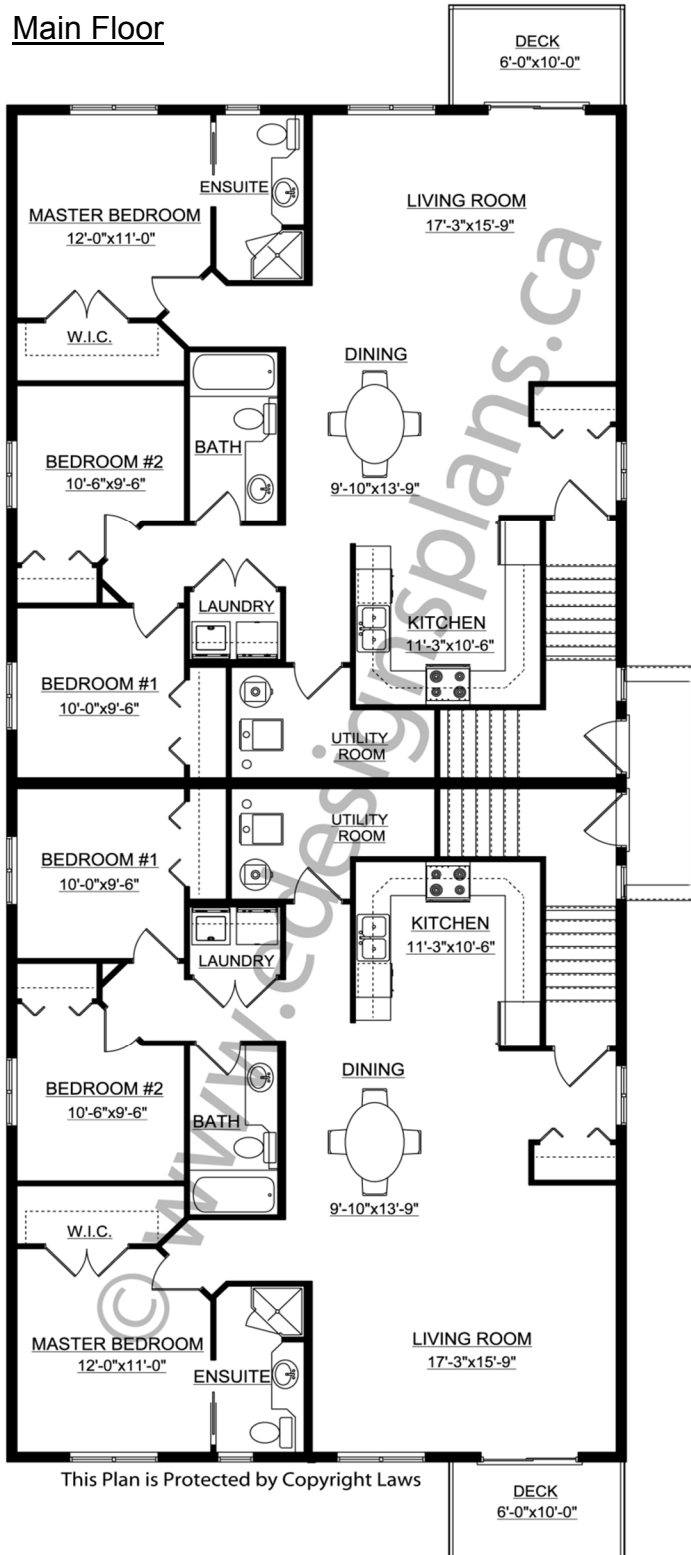 Main Floor
DECK
6'-0"x10'-0"
ENSUITE
MASTER BEDROOM
12'-0"x11'-0"
LIVING ROOM
17'-3"x15'-9"
W.I.C.
DINING
9'-10"x13'-9"
BATH
BEDROOM #2
10'-6"x9'-6"
LAUNDRY
KITCHEN
11'-3"x10'-6"
BEDROOM #1
10'-0"x9'-6"
UTILITY
ROOM
UTILITY
ROOM
BEDROOM #1
10'-0"x9'-6"
KITCHEN
11'-3"x10'-6"
LAUNDRY
DINING
9'-10"x13'-9"
BEDROOM #2
10'-6"x9'-6"
BATH
W.I.C.
MASTER BEDROOM
12'-0"x11'-0"
ENSUITE
LIVING ROOM
17'-3"x15'-9"
This Plan is Protected by Copyright Laws
DECK
6'-0"x10'-0"
© www.edesignsplans.ca